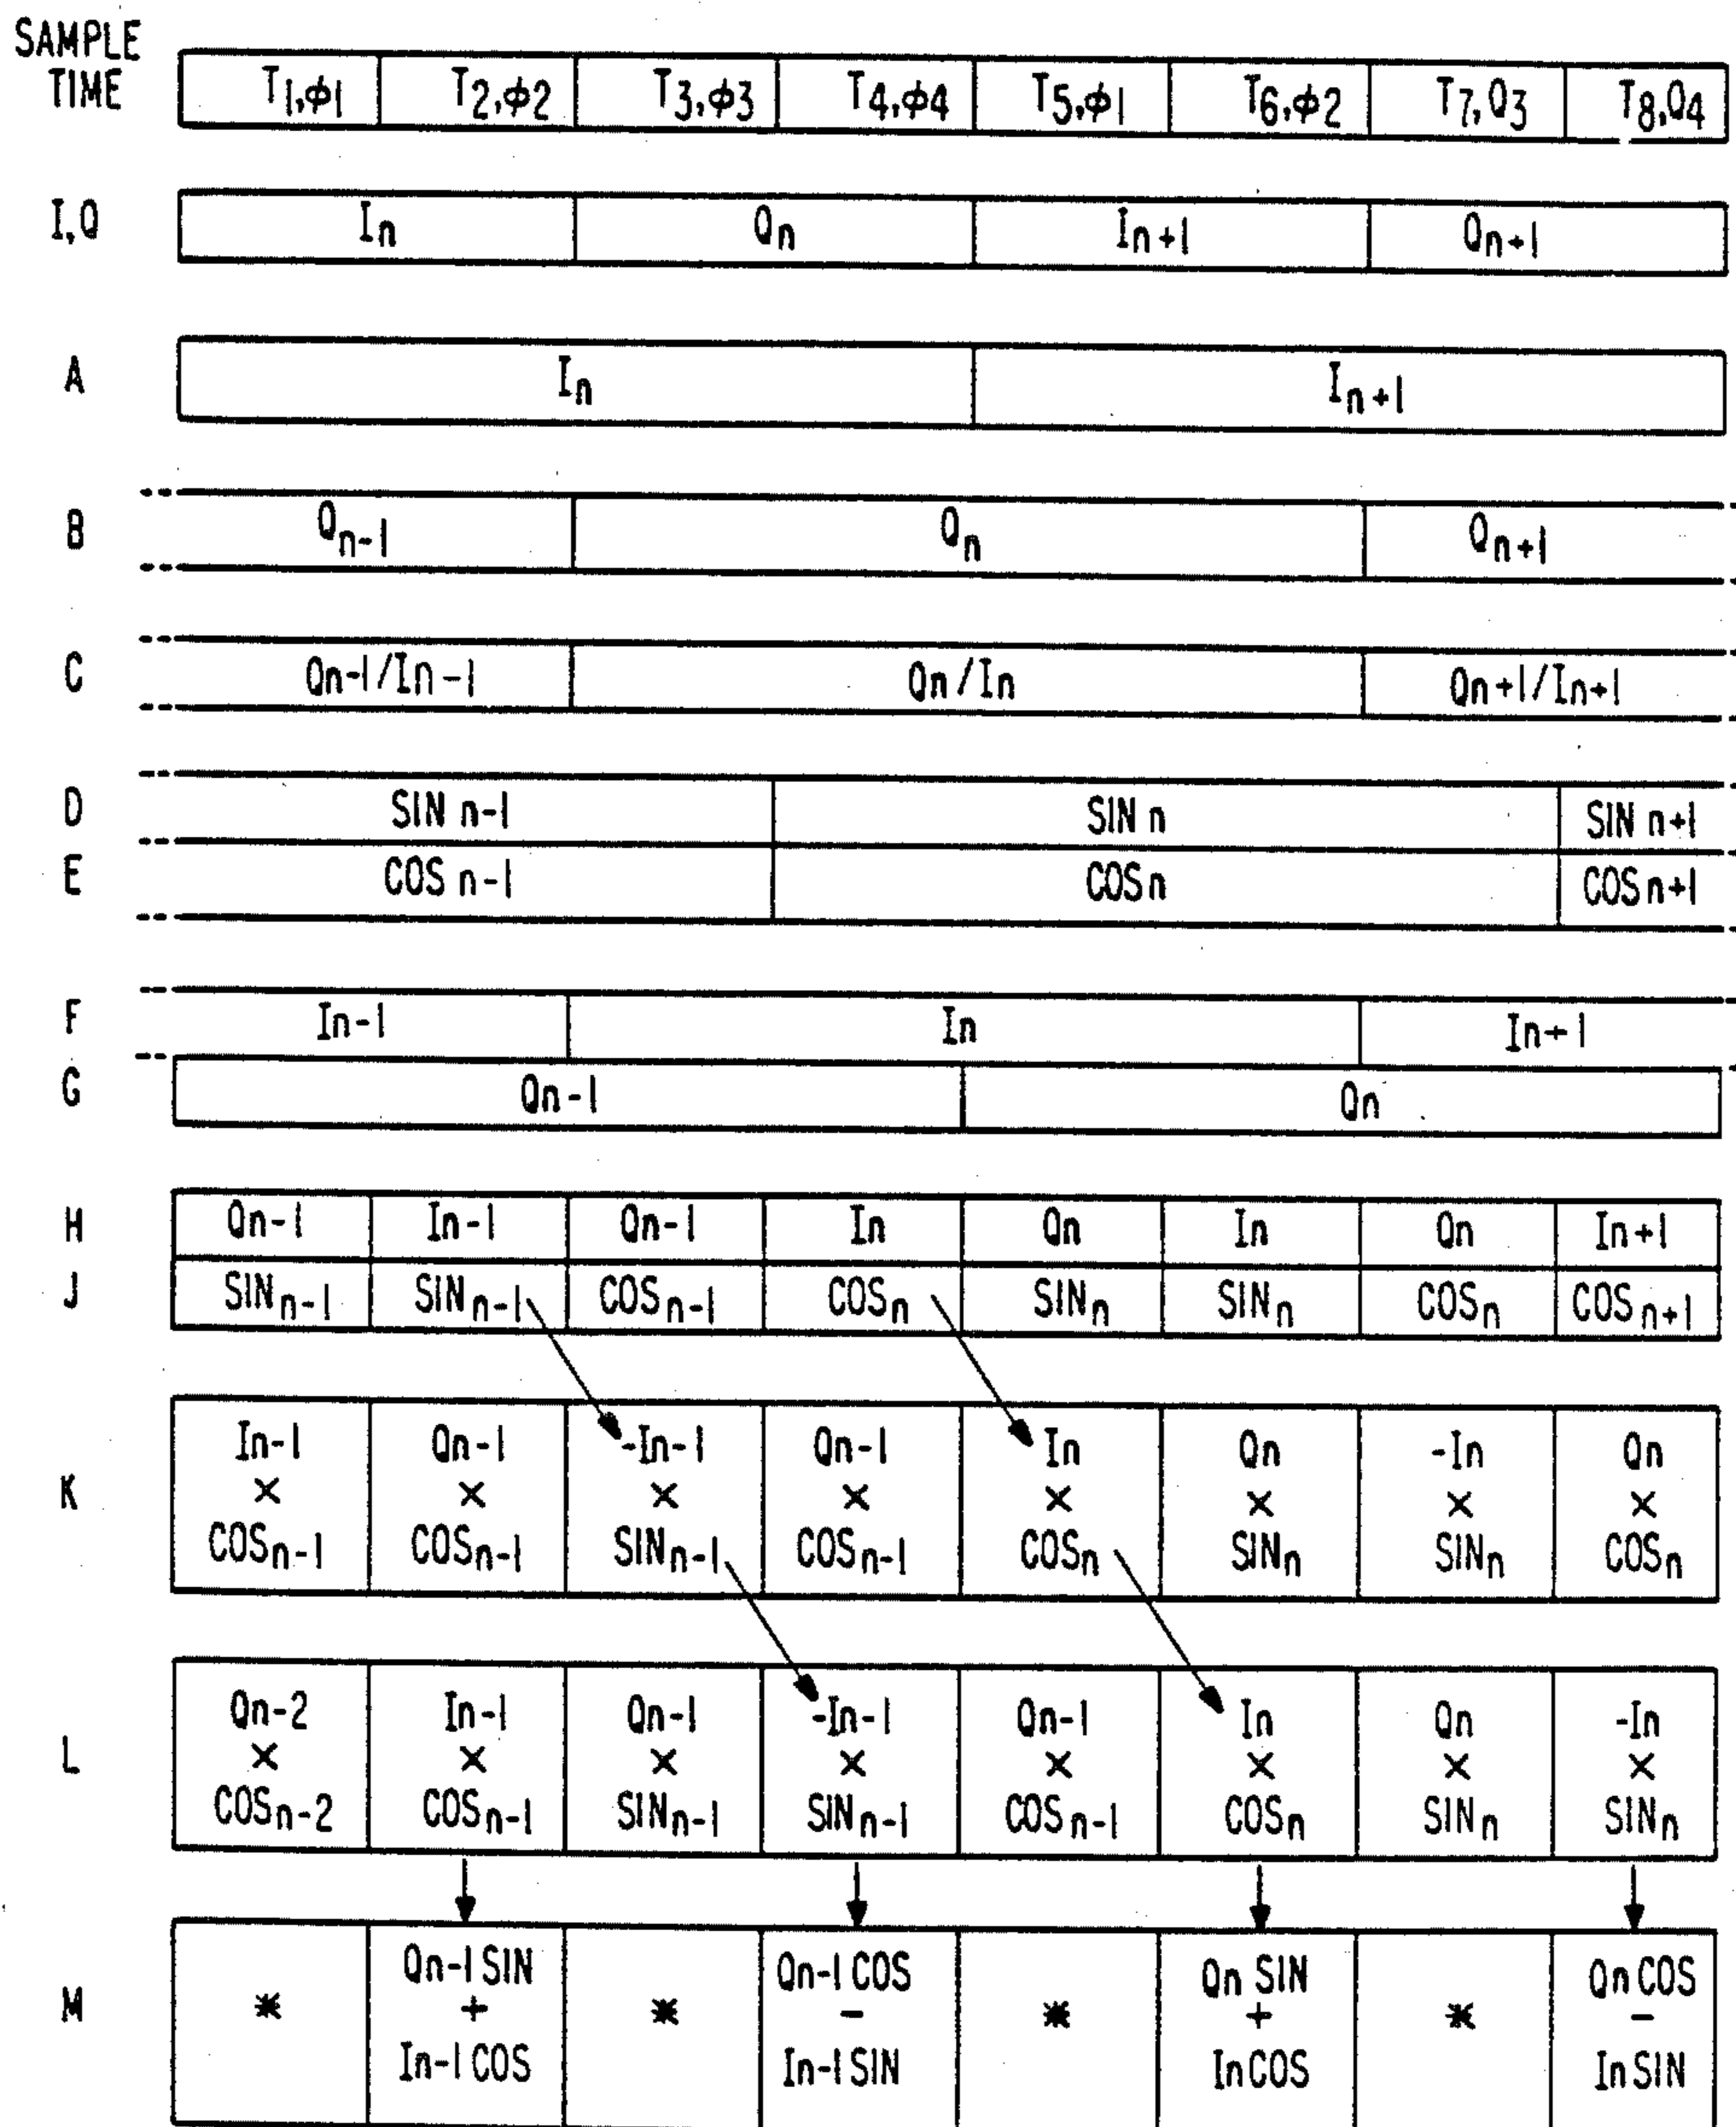 SAMPLE TIME
T1,ϕ1 T2,ϕ2 T3,ϕ3 T4,ϕ4 T5,ϕ1 T6,ϕ2 T7,Q3 T8,Q4
I,Q In Qn In+1 Qn+1
A In In+1
B Qn-1 Qn Qn+1
C Qn-1/In-1 Qn/In Qn+1/In+1
D SIN n-1 SIN n SIN n+1
E COS n-1 COS n COS n+1
F In-1 In In+1
G Qn-1 Qn
H Qn-1 In-1 Qn-1 In Qn In Qn In+1
J SINn-1 SINn-1 COSn-1 COSn SINn SINn COSn COSn+1
In-1 Qn-1 -In-1 Qn-1 In Qn -In Qn
K × × × × × × × ×
COSn-1 COSn-1 SINn-1 COSn-1 COSn SINn SINn COSn
Qn-2 In-1 Qn-1 -In-1 Qn-1 In Qn -In
L × × × × × × × ×
COSn-2 COSn-1 SINn-1 SINn-1 COSn-1 COSn SINn SINn
Qn-1 SIN Qn-1 COS Qn SIN Qn COS
M * + * − * + * −
In-1 COS In-1 SIN In COS In SIN